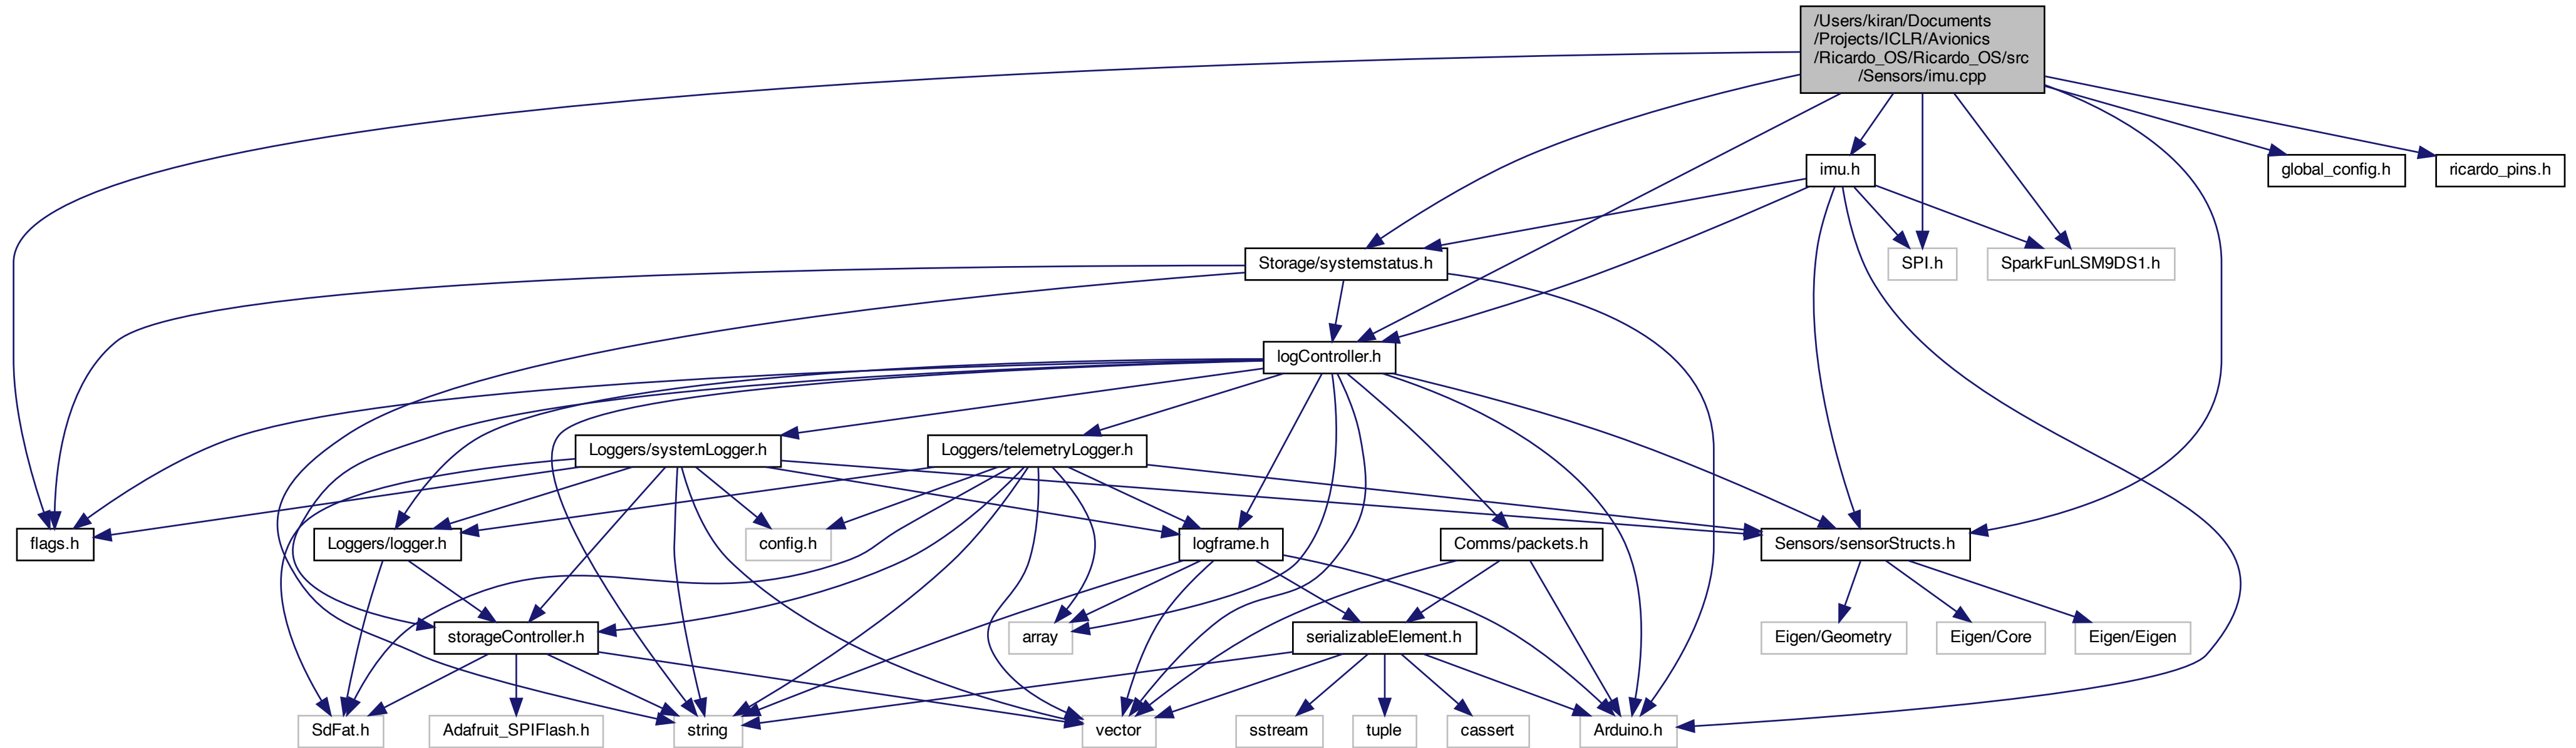 /Users/kiran/Documents
/Projects/ICLR/Avionics
/Ricardo_OS/Ricardo_OS/src
/Sensors/imu.cpp
imu.h
global_config.h
ricardo_pins.h
Storage/systemstatus.h
SPI.h
SparkFunLSM9DS1.h
logController.h
Loggers/systemLogger.h
Loggers/telemetryLogger.h
flags.h
Loggers/logger.h
config.h
logframe.h
Comms/packets.h
Sensors/sensorStructs.h
storageController.h
array
serializableElement.h
Eigen/Geometry
Eigen/Core
Eigen/Eigen
SdFat.h
Adafruit_SPIFlash.h
string
vector
sstream
tuple
cassert
Arduino.h